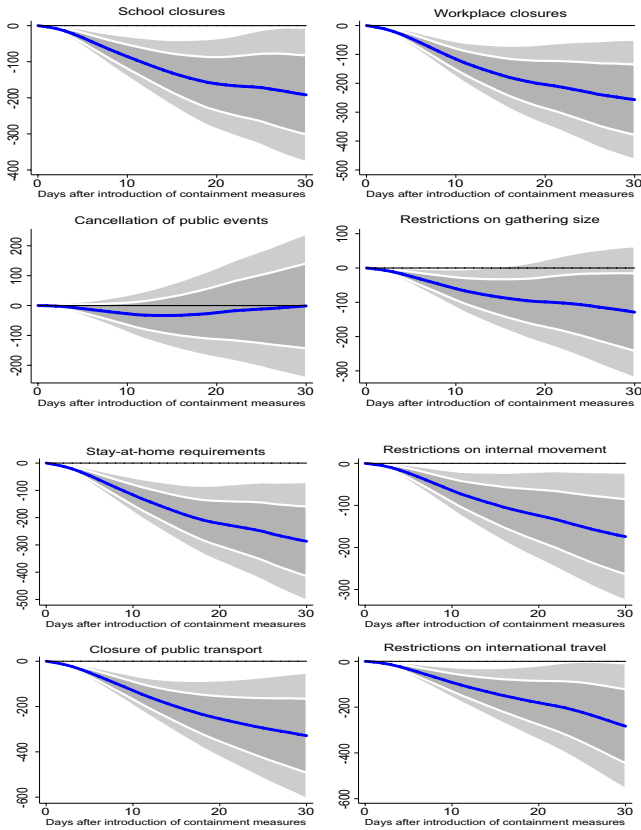 School closures
0
-100
-200
-300
-400
0 10 20 30
Days after introduction of containment measures
Workplace closures
0
-100
-200
-300
-400
-500
0 10 20 30
Days after introduction of containment measures
Cancellation of public events
200
100
0
-100
-200
0 10 20 30
Days after introduction of containment measures
Restrictions on gathering size
100
0
-100
-200
-300
0 10 20 30
Days after introduction of containment measures
Stay-at-home requirements
0
-100
-200
-300
-400
-500
0 10 20 30
Days after introduction of containment measures
Restrictions on internal movement
0
-100
-200
-300
0 10 20 30
Days after introduction of containment measures
Closure of public transport
0
-200
-400
-600
0 10 20 30
Days after introduction of containment measures
Restrictions on international travel
0
-200
-400
-600
0 10 20 30
Days after introduction of containment measures